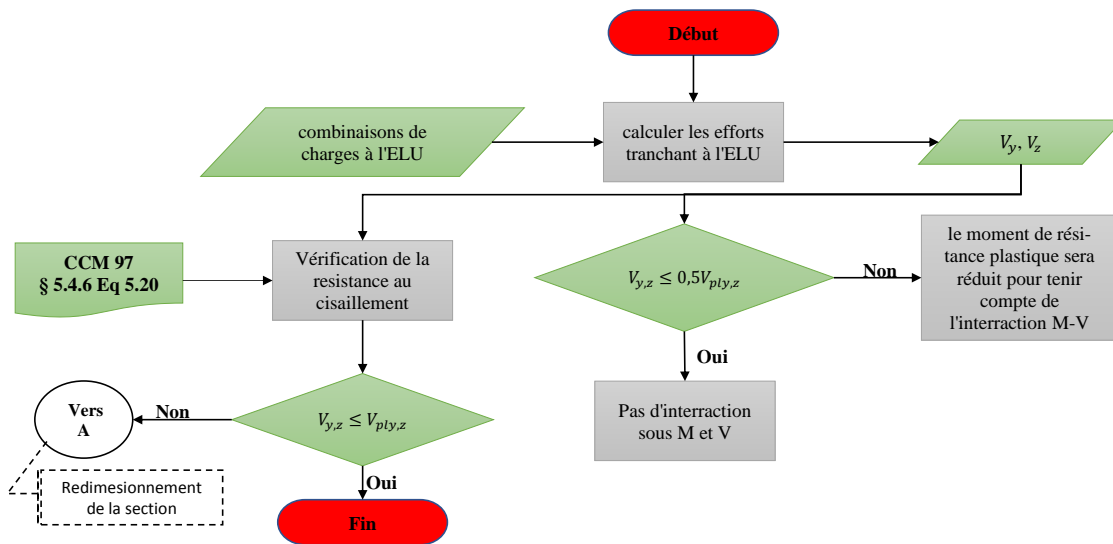 Début
combinaisons de
charges à l'ELU
calculer les efforts
tranchant à l'ELU
V_y, V_z
CCM 97
§ 5.4.6 Eq 5.20
Vérification de la
resistance au
cisaillement
V_{y,z} ≤ 0,5V_{ply,z}
Non
le moment de rési-
tance plastique sera
réduit pour tenir
compte de
l'interraction M-V
Oui
Pas d'interraction
sous M et V
Vers
A
Non
V_{y,z} ≤ V_{ply,z}
Redimesionnement
de la section
Oui
Fin